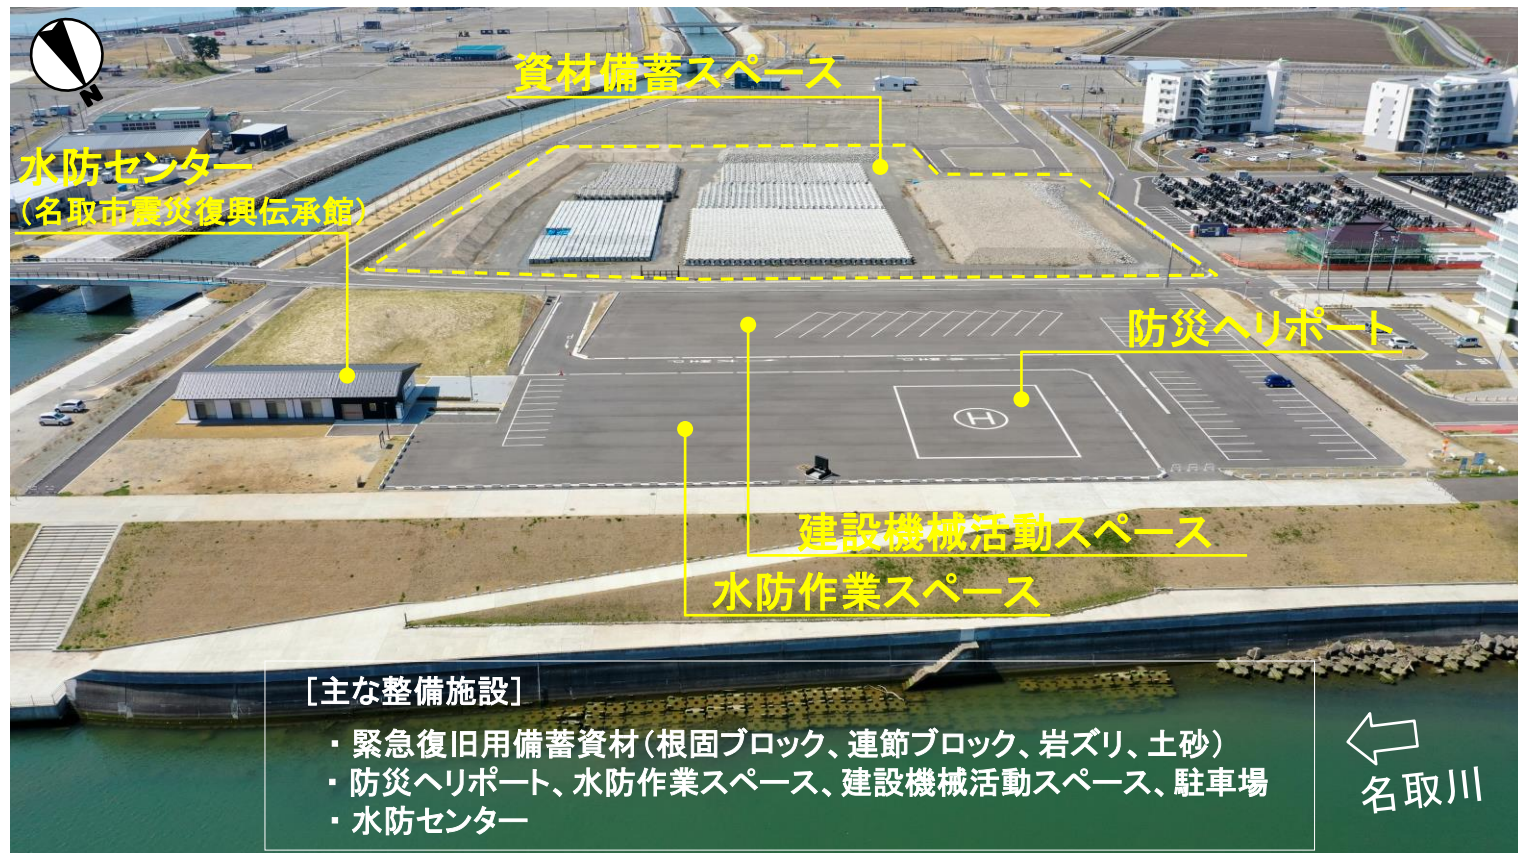 N
資材備蓄スペース
水防センター
（名取市震災復興伝承館）
防災ヘリポート
H
建設機械活動スペース
水防作業スペース
［主な整備施設］
・緊急復旧用備蓄資材（根固ブロック、連節ブロック、岩ズリ、土砂）
・防災ヘリポート、水防作業スペース、建設機械活動スペース、駐車場
・水防センター
名取川